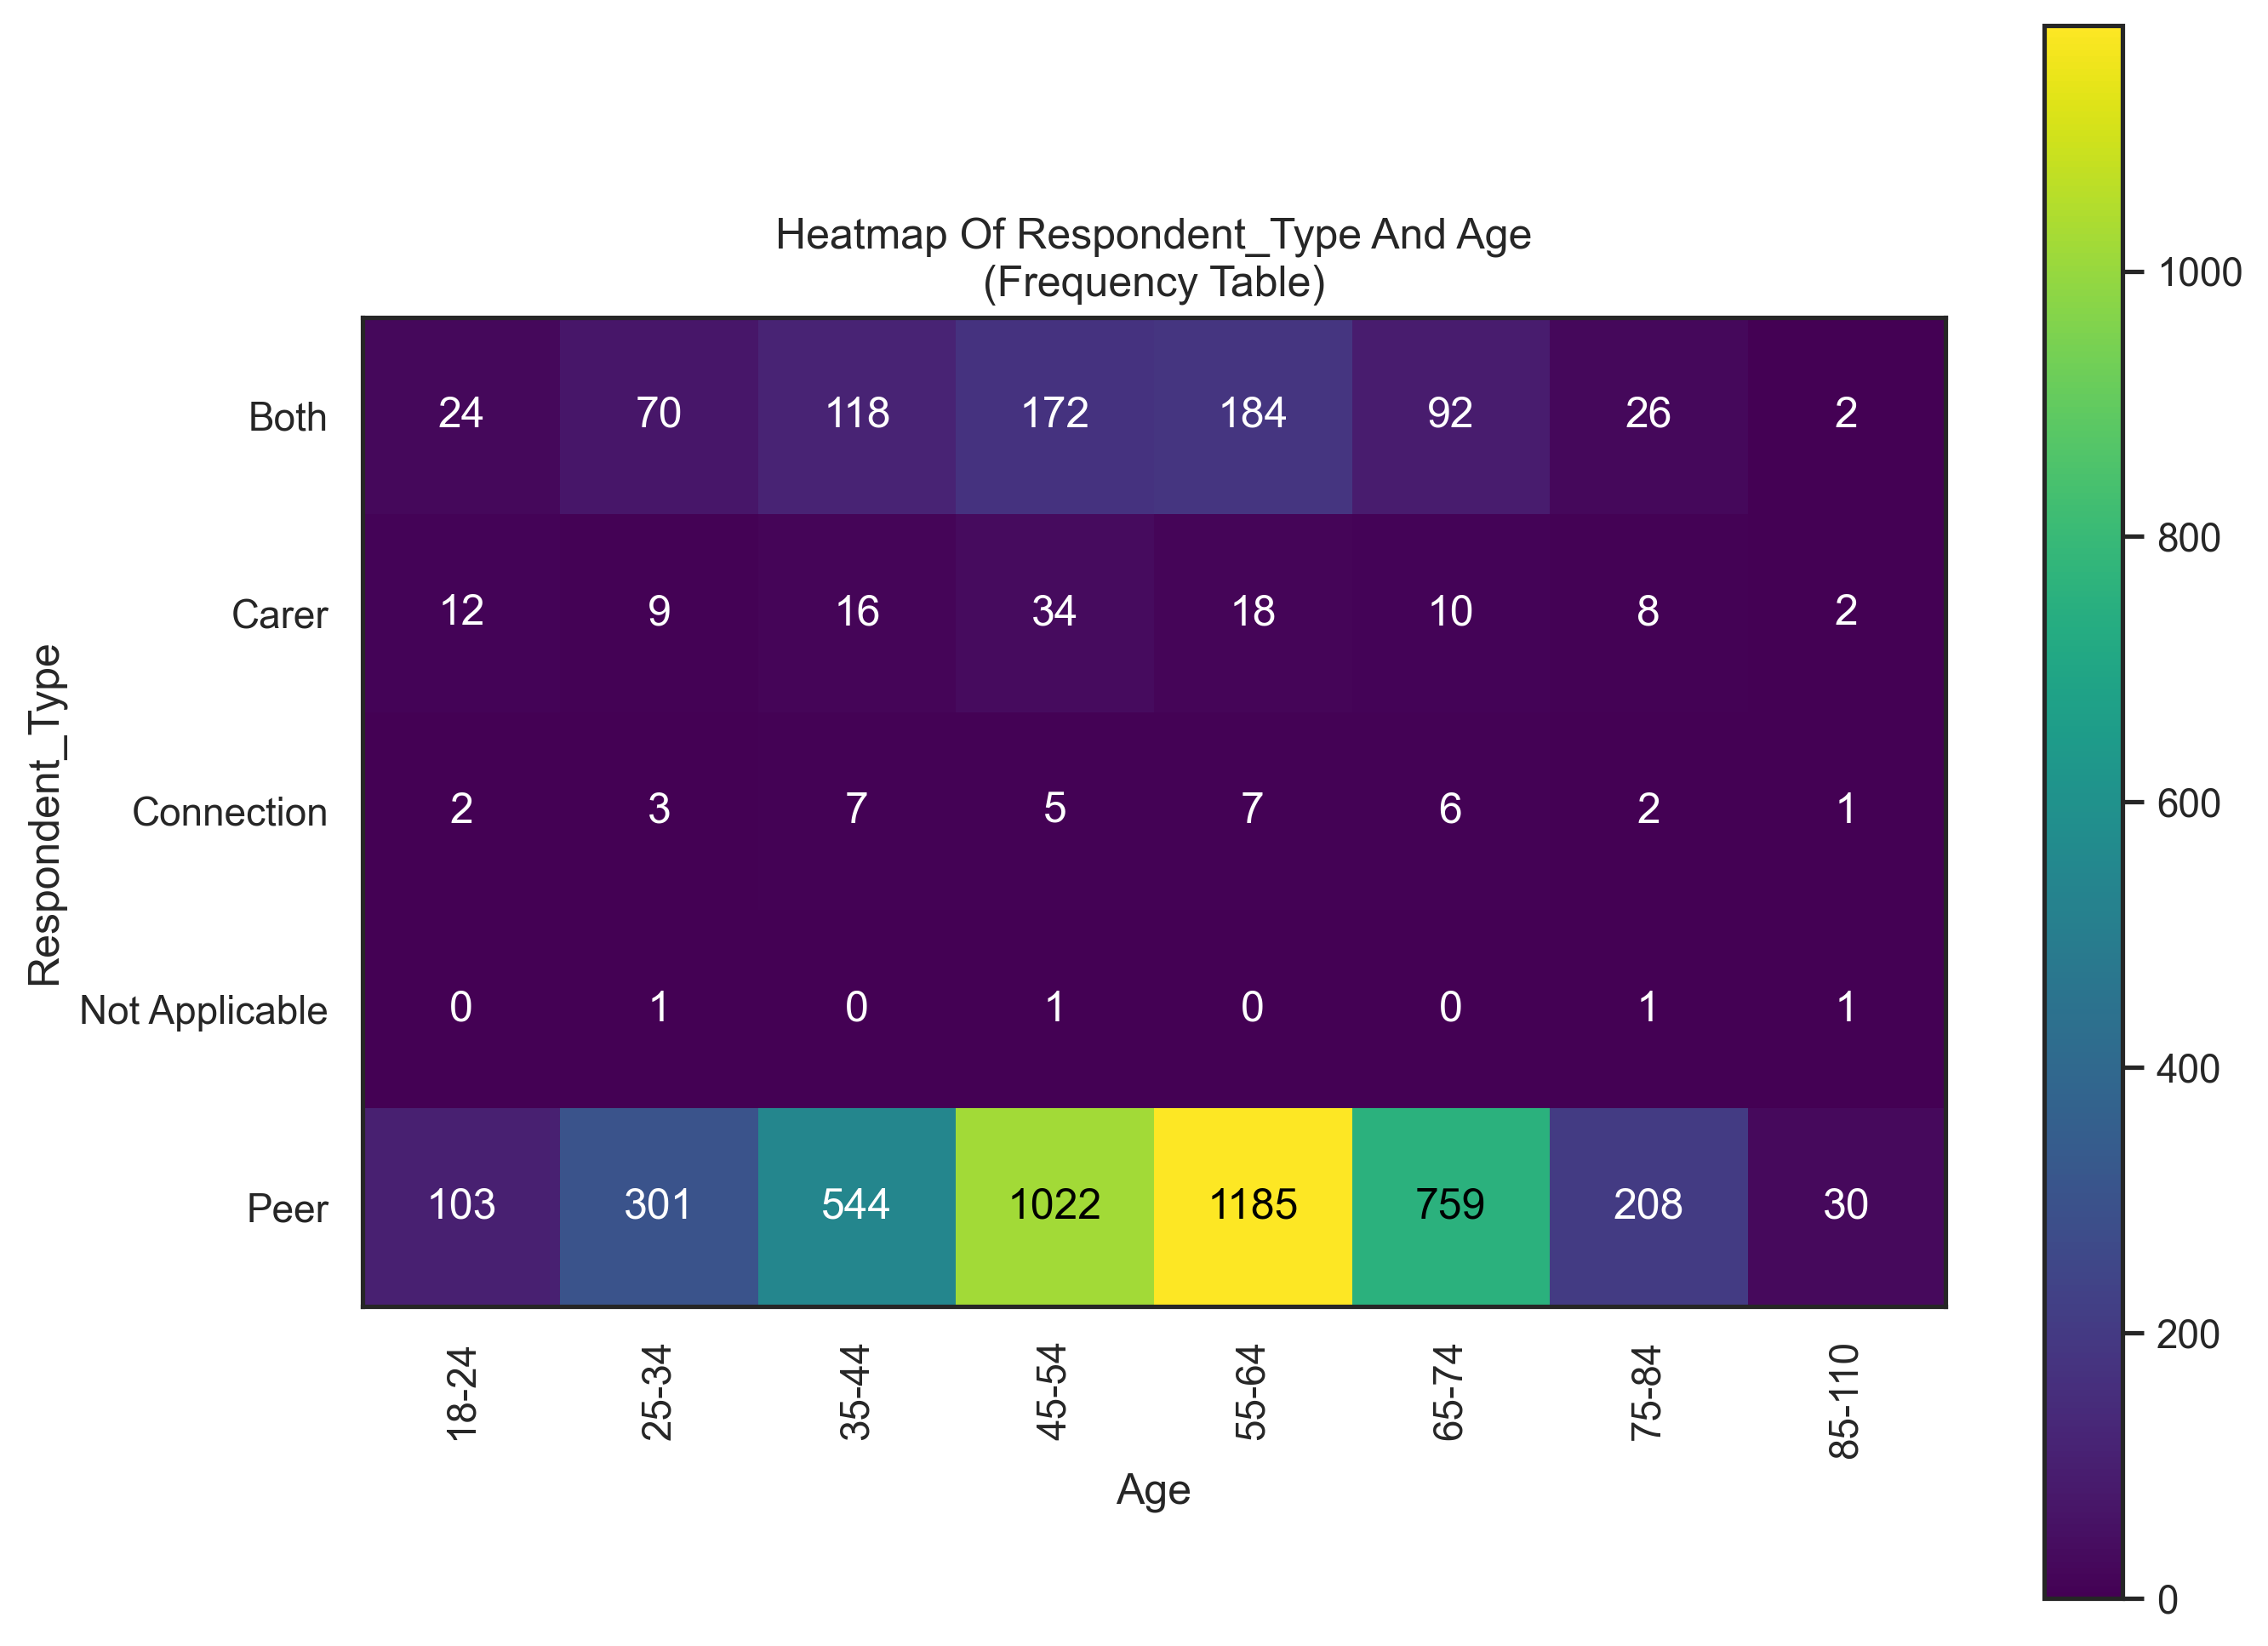 Heatmap Of Respondent_Type And Age
(Frequency Table)
Respondent_Type
Both 24 70 118 172 184 92 26 2
Carer 12 9 16 34 18 10 8 2
Connection 2 3 7 5 7 6 2 1
Not Applicable 0 1 0 1 0 0 1 1
Peer 103 301 544 1022 1185 759 208 30
18-24 25-34 35-44 45-54 55-64 65-74 75-84 85-110
Age
1000
800
600
400
200
0